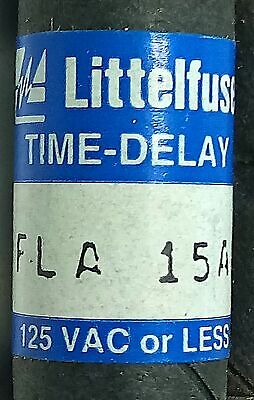 Littelfuse
TIME-DELAY
FLA 15A
125 VAC or LESS